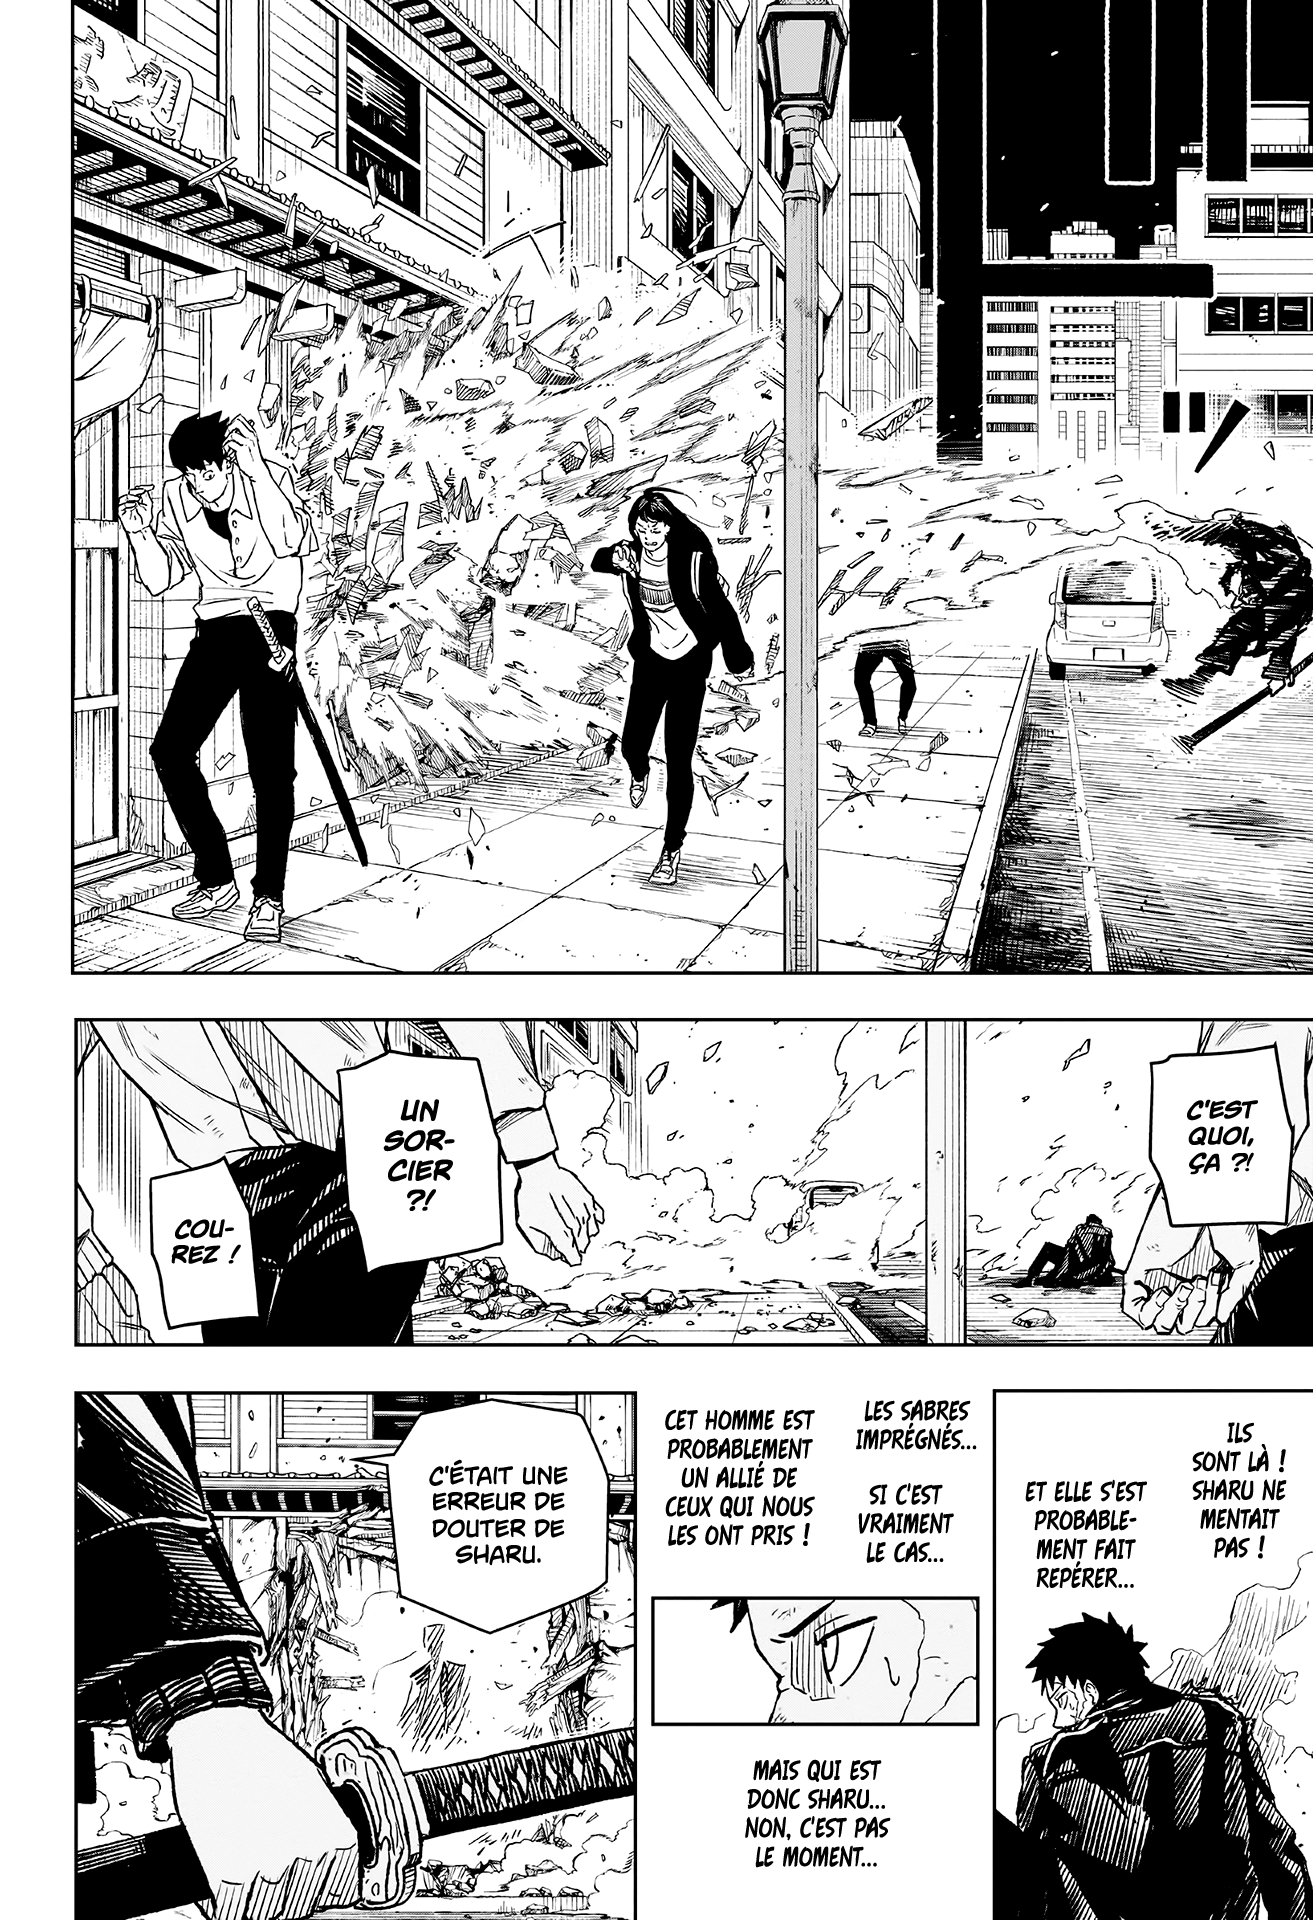 C'EST
QUOI,
ÇA ?!
UN
SOR-
CIER
?!
COU-
REZ !
ILS
SONT LÀ !
SHARU NE
MENTAIT
PAS !
ET ELLE S'EST
PROBABLE-
MENT FAIT
REPÉRER...
LES SABRES
IMPRÉGNÉS...
SI C'EST
VRAIMENT
LE CAS...
CET HOMME EST
PROBABLEMENT
UN ALLIÉ DE
CEUX QUI NOUS
LES ONT PRIS !
MAIS QUI EST
DONC SHARU...
NON, C'EST PAS
LE MOMENT...
C'ÉTAIT UNE
ERREUR DE
DOUTER DE
SHARU.